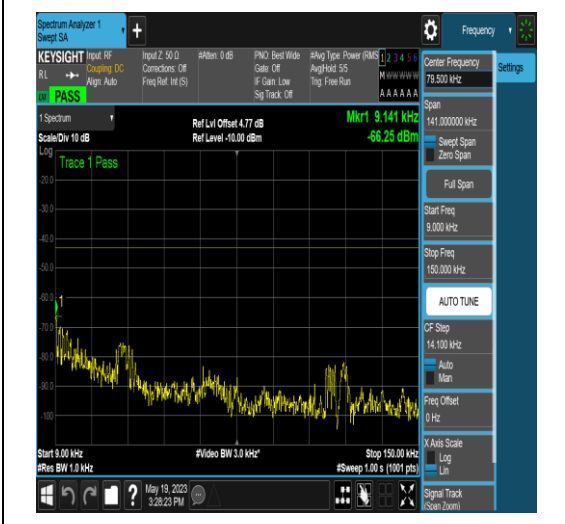 Spectrum Analyzer 1
Swept SA
+
Frequency
KEYSIGHT
RL
PASS
Input: RF
Coupling: DC
Align: Auto
Input Z: 50 Ω
Corrections: Off
Freq Ref: Int (S)
#Atten: 0 dB
PNO: Best Wide
Gate: Off
IF Gain: Low
Sig Track: Off
#Avg Type: Power (RMS
Avg|Hold: 5/5
Trig: Free Run
1 2 3 4 5 6
M W W W W W
A A A A A A
1 Spectrum
Scale/Div 10 dB
Ref Lvl Offset 4.77 dB
Ref Level -10.00 dBm
Mkr1 9.141 kHz
-66.25 dBm
Log
Trace 1 Pass
-20.0
-30.0
-40.0
-50.0
-60.0
1
-70.0
-80.0
-90.0
-100
Start 9.00 kHz
#Res BW 1.0 kHz
#Video BW 3.0 kHz*
Stop 150.00 kHz
#Sweep 1.00 s (1001 pts)
?
May 19, 2023
3:28:23 PM
Center Frequency
79.500 kHz
Settings
Span
141.000000 kHz
Swept Span
Zero Span
Full Span
Start Freq
9.000 kHz
Stop Freq
150.000 kHz
AUTO TUNE
CF Step
14.100 kHz
Auto
Man
Freq Offset
0 Hz
X Axis Scale
Log
Lin
Signal Track
(Span Zoom)